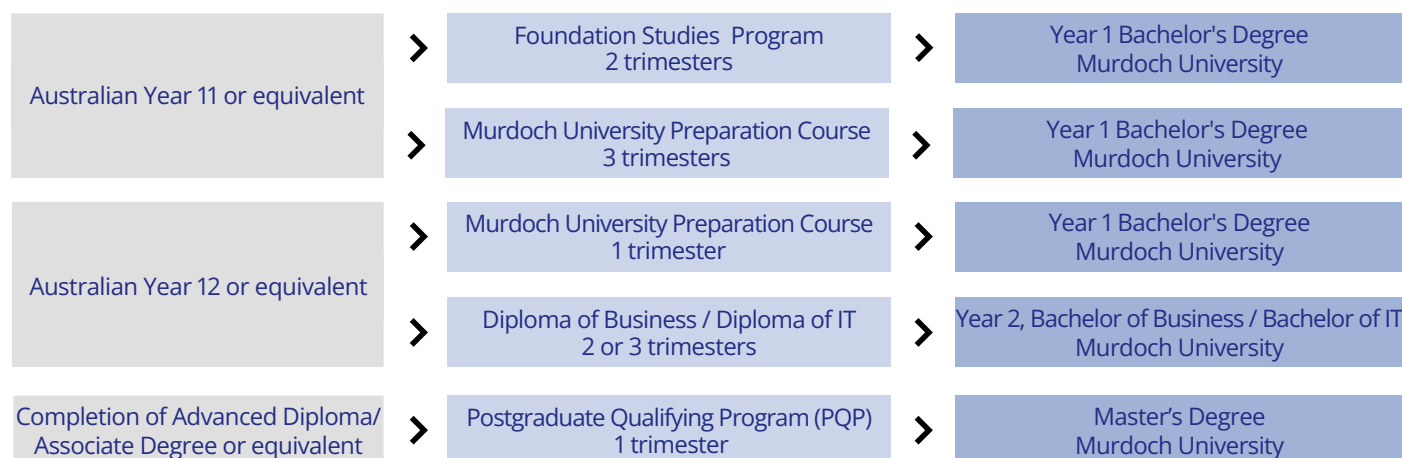 Australian Year 11 or equivalent
Foundation Studies Program
2 trimesters
Year 1 Bachelor's Degree
Murdoch University
Murdoch University Preparation Course
3 trimesters
Year 1 Bachelor's Degree
Murdoch University
Australian Year 12 or equivalent
Murdoch University Preparation Course
1 trimester
Year 1 Bachelor's Degree
Murdoch University
Diploma of Business / Diploma of IT
2 or 3 trimesters
Year 2, Bachelor of Business / Bachelor of IT
Murdoch University
Completion of Advanced Diploma/
Associate Degree or equivalent
Postgraduate Qualifying Program (PQP)
1 trimester
Master’s Degree
Murdoch University